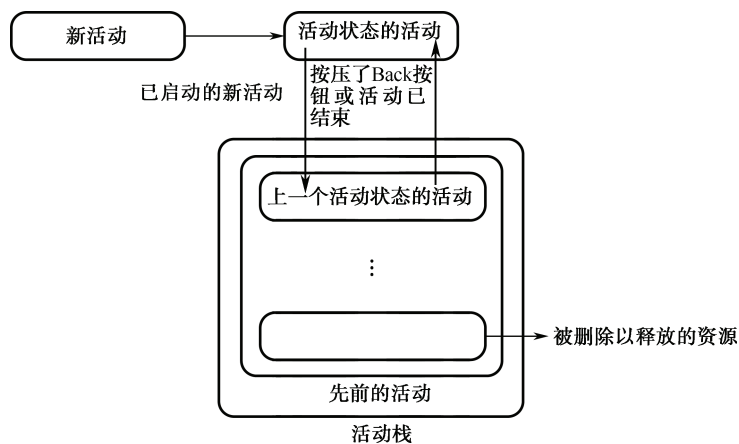 新活动
活动状态的活动
已启动的新活动
按压了Back按
钮或活动已
结束
上一个活动状态的活动
⋮
被删除以释放的资源
先前的活动
活动栈